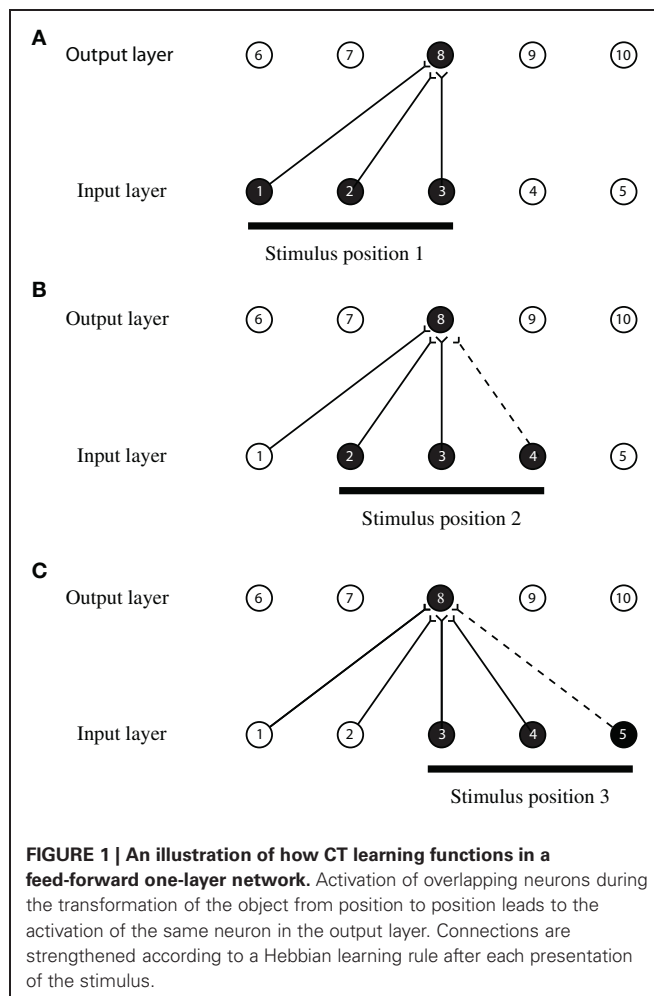 A
Output layer 6 7 8 9 10
Input layer 1 2 3 4 5
Stimulus position 1
B
Output layer 6 7 8 9 10
Input layer 1 2 3 4 5
Stimulus position 2
C
Output layer 6 7 8 9 10
Input layer 1 2 3 4 5
Stimulus position 3
FIGURE 1 | An illustration of how CT learning functions in a
feed-forward one-layer network. Activation of overlapping neurons during
the transformation of the object from position to position leads to the
activation of the same neuron in the output layer. Connections are
strengthened according to a Hebbian learning rule after each presentation
of the stimulus.